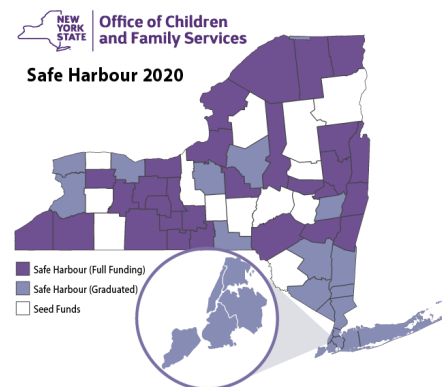 NEW
YORK
STATE
Office of Children
and Family Services
Safe Harbour 2020
Safe Harbour (Full Funding)
Safe Harbour (Graduated)
Seed Funds